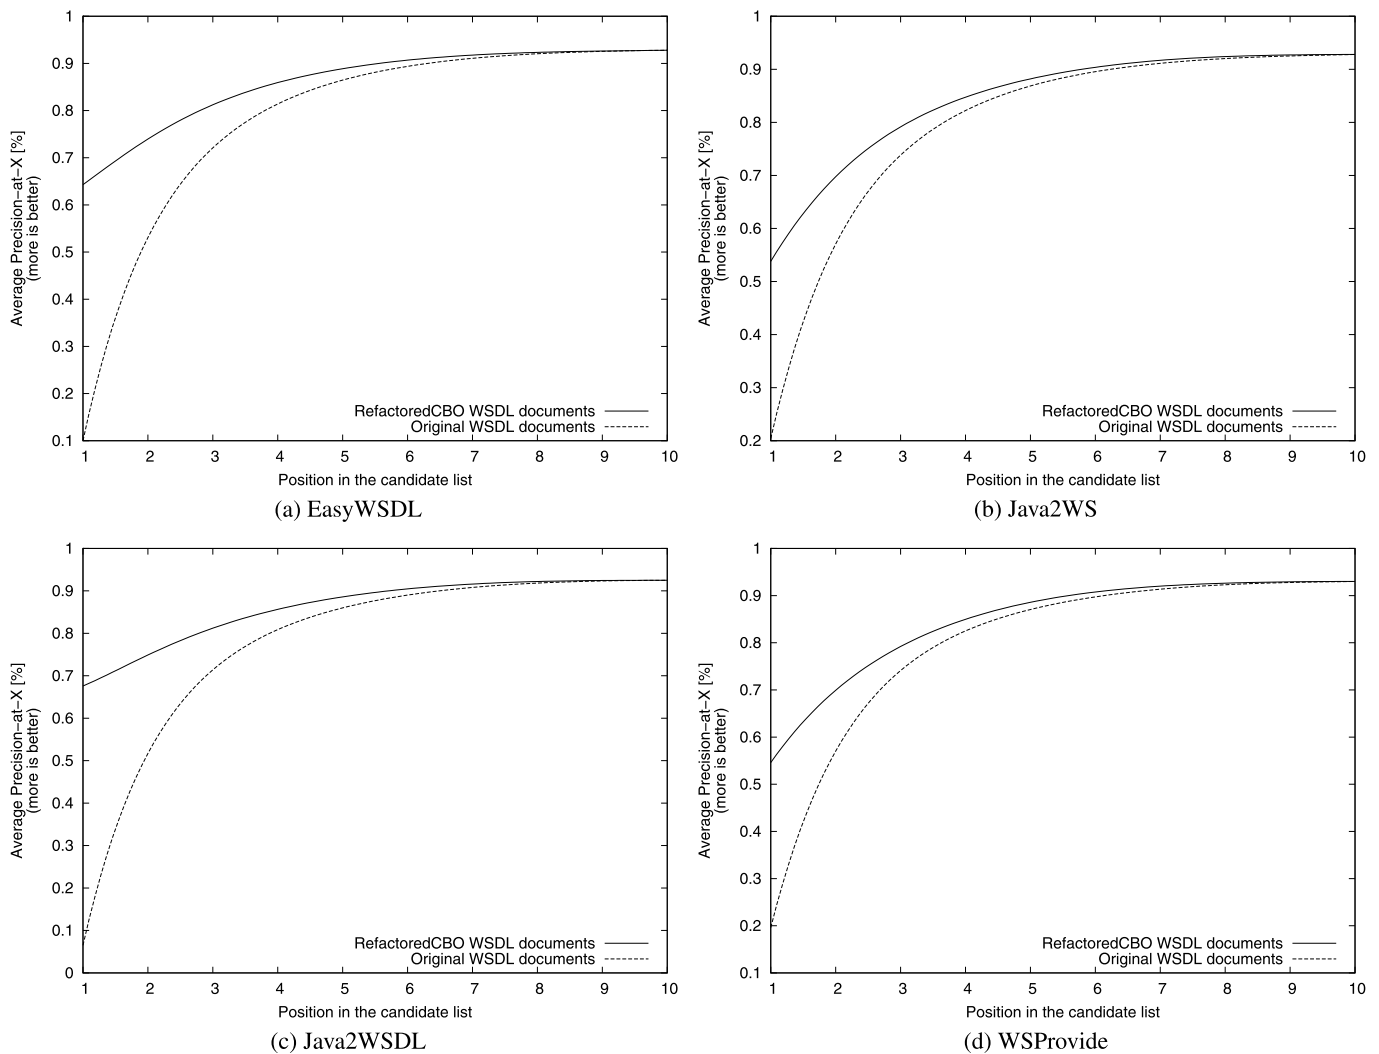 1
0.9
0.8
0.7
0.6
0.5
0.4
0.3
0.2
0.1
Average Precision-at-X [%]
(more is better)
RefactoredCBO WSDL documents
Original WSDL documents
1 2 3 4 5 6 7 8 9 10
Position in the candidate list
(a) EasyWSDL
1
0.9
0.8
0.7
0.6
0.5
0.4
0.3
0.2
Average Precision-at-X [%]
(more is better)
RefactoredCBO WSDL documents
Original WSDL documents
1 2 3 4 5 6 7 8 9 10
Position in the candidate list
(b) Java2WS
1
0.9
0.8
0.7
0.6
0.5
0.4
0.3
0.2
0.1
0
Average Precision-at-X [%]
(more is better)
RefactoredCBO WSDL documents
Original WSDL documents
1 2 3 4 5 6 7 8 9 10
Position in the candidate list
(c) Java2WSDL
1
0.9
0.8
0.7
0.6
0.5
0.4
0.3
0.2
0.1
Average Precision-at-X [%]
(more is better)
RefactoredCBO WSDL documents
Original WSDL documents
1 2 3 4 5 6 7 8 9 10
Position in the candidate list
(d) WSProvide